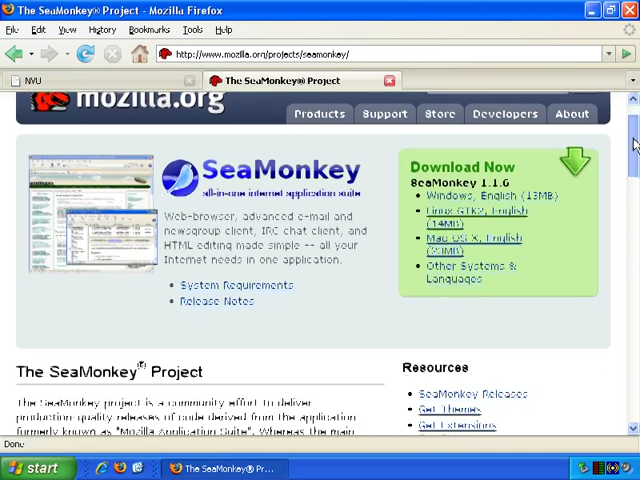 The SeaMonkey® Project - Mozilla Firefox
File Edit View History Bookmarks Tools Help
http://www.mozilla.org/projects/seamonkey/
NVU The SeaMonkey® Project
mozilla.org
Products Support Store Developers About
SeaMonkey
all-in-one internet application suite
Web-browser, advanced e-mail and
newsgroup client, IRC chat client, and
HTML editing made simple -- all your
Internet needs in one application.
System Requirements
Release Notes
Download Now
SeaMonkey 1.1.6
Windows, English (13MB)
Linux GTK2, English
(14MB)
Mac OS X, English
(23MB)
Other Systems &
Languages
The SeaMonkey® Project
The SeaMonkey project is a community effort to deliver
production-quality releases of code derived from the application
formerly known as "Mozilla Application Suite". Whereas the main
Resources
SeaMonkey Releases
Get Themes
Get Extensions
Done
start The SeaMonkey® Pr...